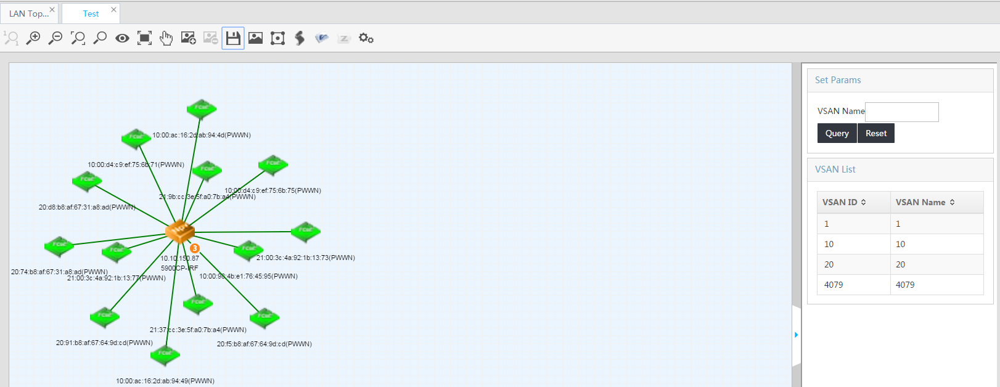 LAN Top...
Test
Set Params
VSAN Name
Query
Reset
VSAN List
VSAN ID
VSAN Name
1
1
10
10
20
20
4079
4079
10:00:ac:16:2d:ab:94:4d(PWWN)
10:00:d4:c9:ef:75:6b:71(PWWN)
10:00:d4:c9:ef:75:6b:75(PWWN)
21:9b:cc:3e:5f:a0:7b:a4(PWWN)
20:d8:b8:af:67:31:a8:ad(PWWN)
3
10.10.150.87
5900CP-IRF
21:00:3c:4a:92:1b:13:73(PWWN)
20:74:b8:af:67:31:a8:ad(PWWN)
21:00:3c:4a:92:1b:13:77(PWWN)
10:00:98:4b:e1:76:45:95(PWWN)
21:37:cc:3e:5f:a0:7b:a4(PWWN)
20:91:b8:af:67:64:9d:cd(PWWN)
20:f5:b8:af:67:64:9d:cd(PWWN)
10:00:ac:16:2d:ab:94:49(PWWN)